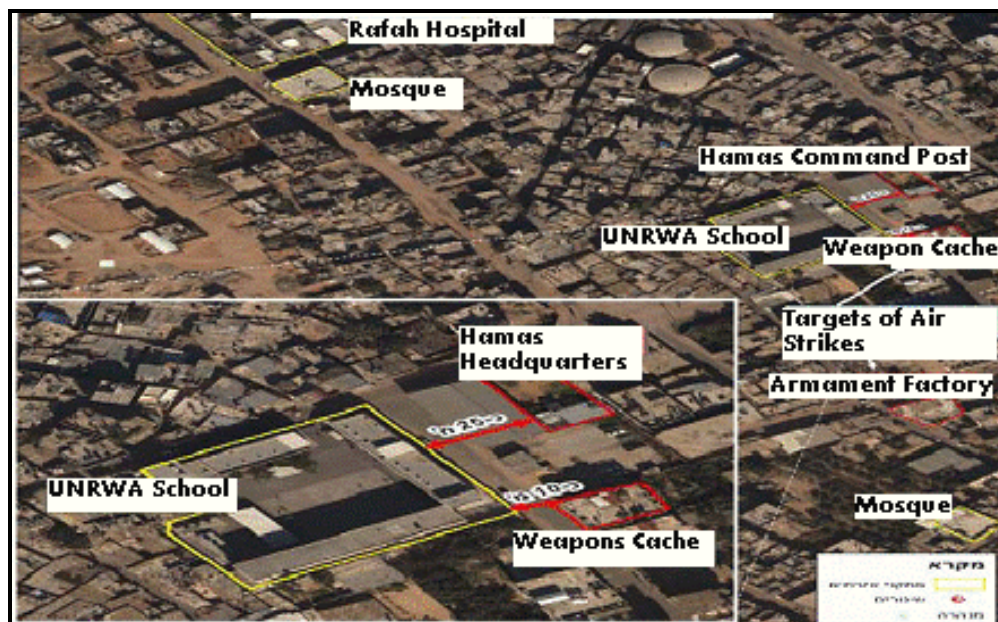 Rafah Hospital
Mosque
Hamas Command Post
UNRWA School
Weapon Cache
Targets of Air
Strikes
Armament Factory
Mosque
Hamas
Headquarters
UNRWA School
Weapons Cache
מקרא